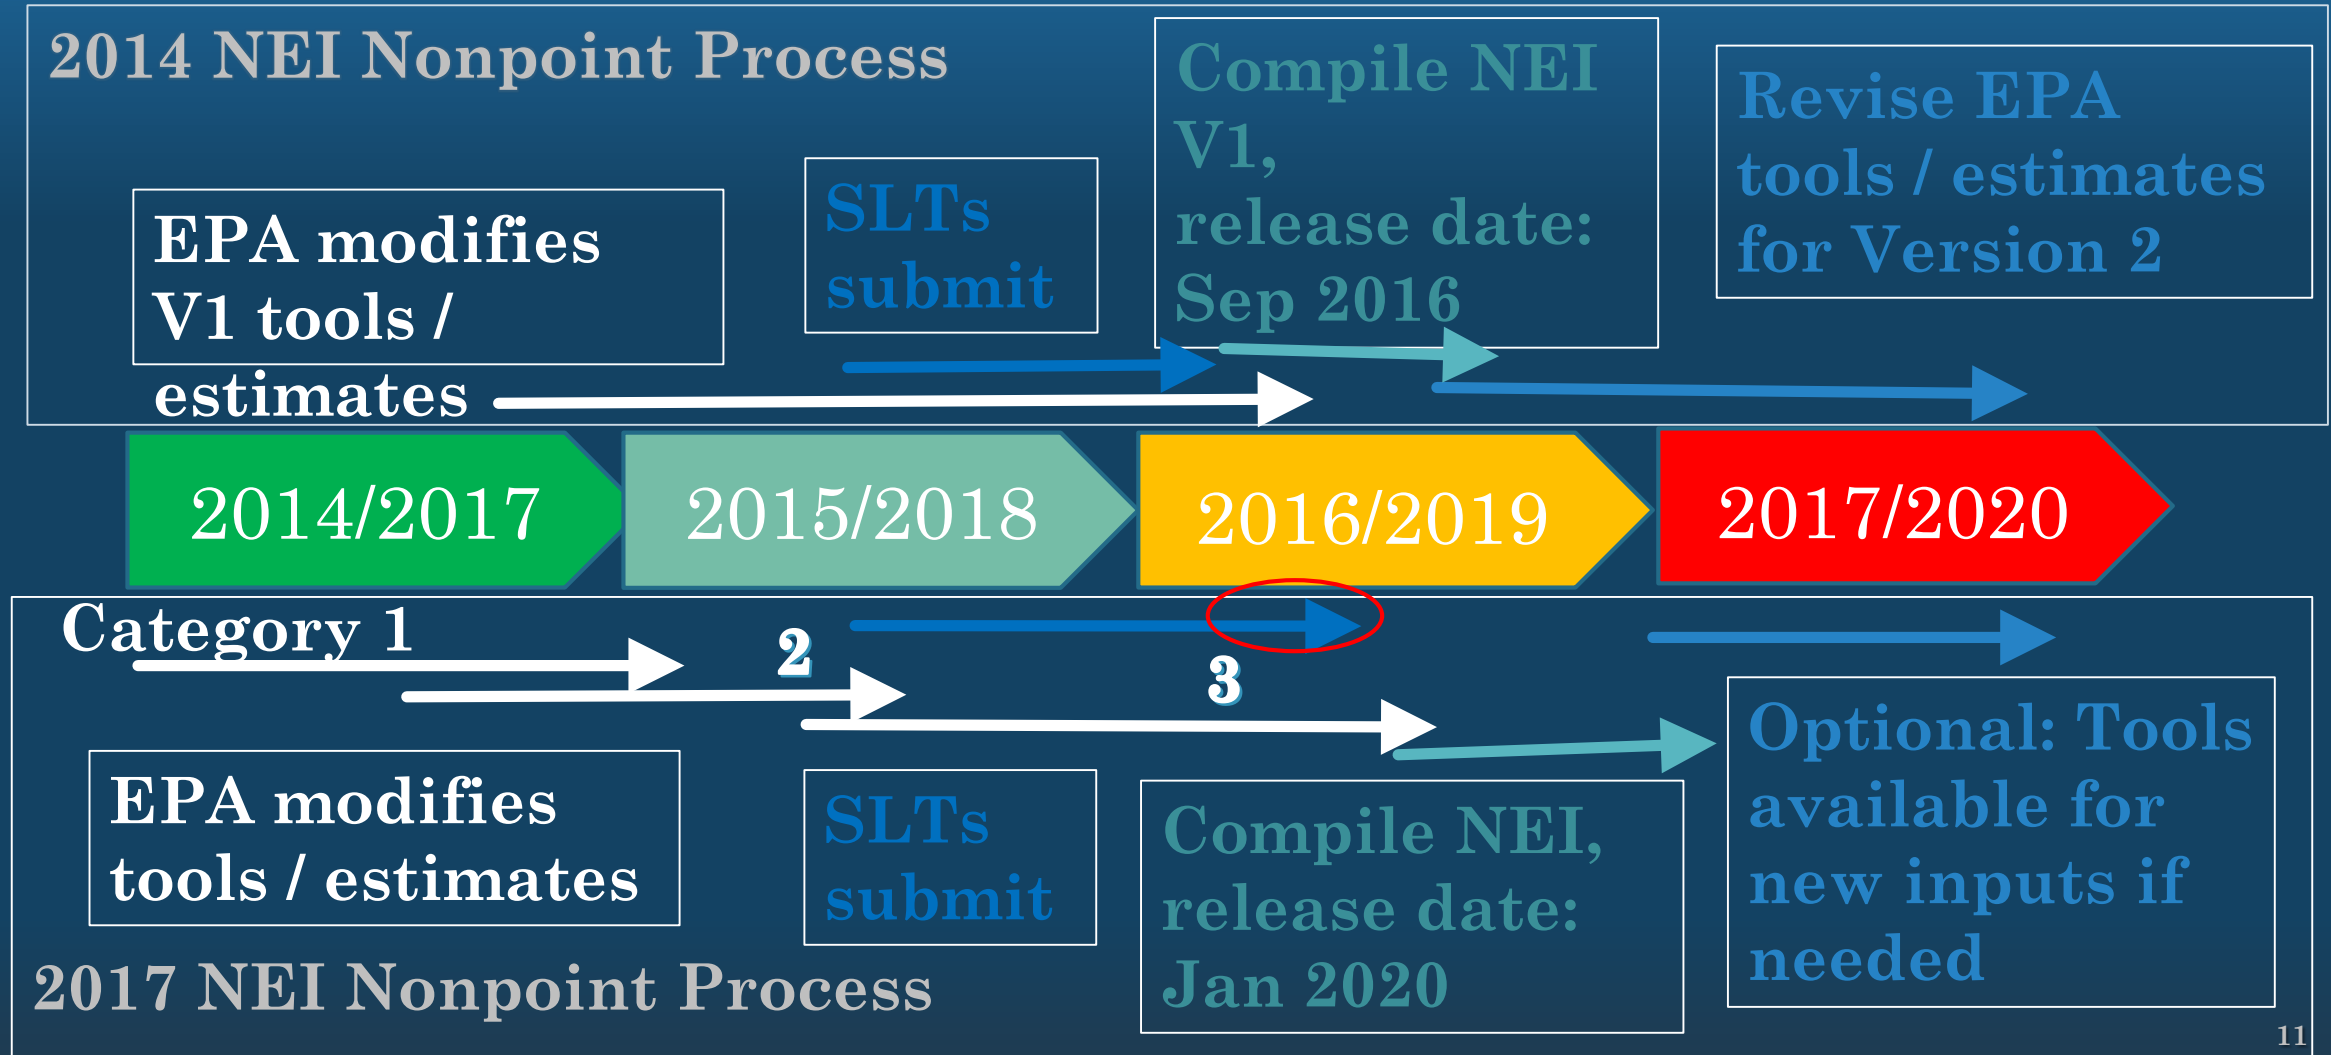 2014 NEI Nonpoint Process
EPA modifies
V1 tools /
estimates
SLTs
submit
Compile NEI
V1,
release date:
Sep 2016
Revise EPA
tools / estimates
for Version 2
2014/2017
2015/2018
2016/2019
2017/2020
Category 1
2
3
EPA modifies
tools / estimates
SLTs
submit
Compile NEI,
release date:
Jan 2020
Optional: Tools
available for
new inputs if
needed
2017 NEI Nonpoint Process
11